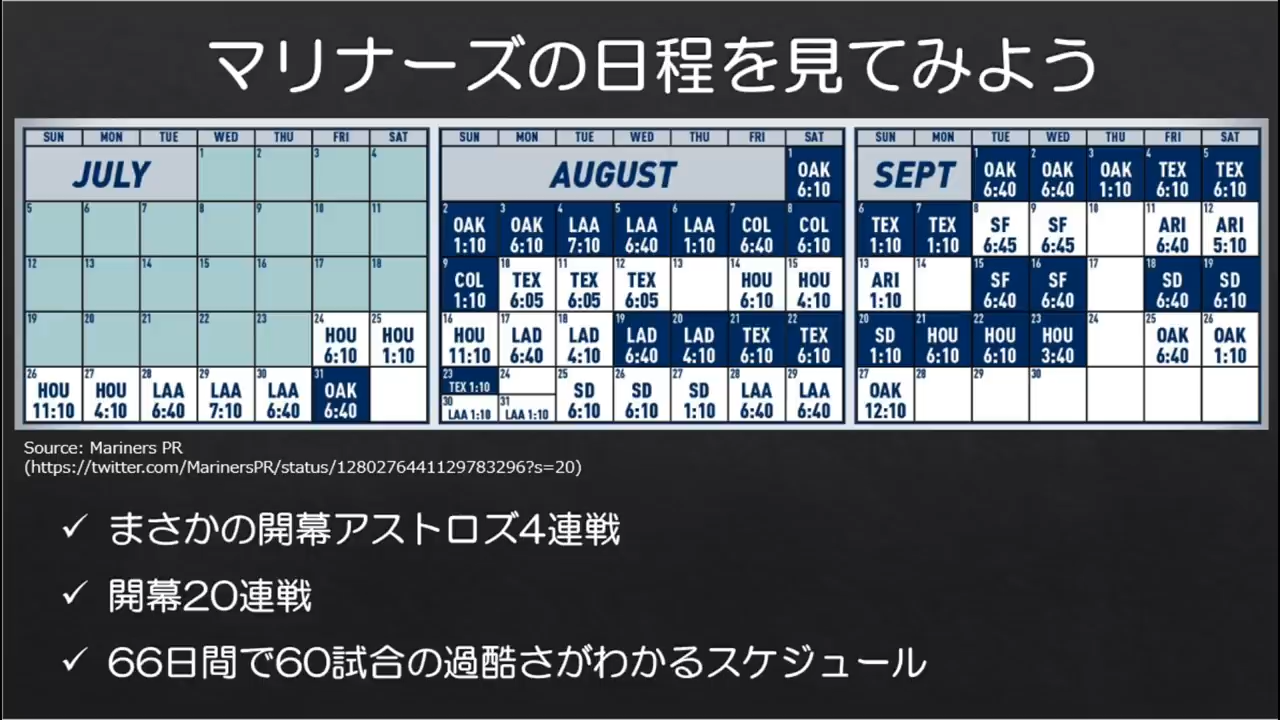 マリナーズの日程を見てみよう
SUN MON TUE WED THU FRI SAT
JULY 1 2 3 4
5 6 7 8 9 10 11
12 13 14 15 16 17 18
19 20 21 22 23 24 HOU 6:10 25 HOU 1:10
26 HOU 11:10 27 HOU 4:10 28 LAA 6:40 29 LAA 7:10 30 LAA 6:40 31 OAK 6:40
SUN MON TUE WED THU FRI SAT
AUGUST 1 OAK 6:10
2 OAK 1:10 3 OAK 6:10 4 LAA 7:10 5 LAA 6:40 6 LAA 1:10 7 COL 6:40 8 COL 6:10
9 COL 1:10 10 TEX 6:05 11 TEX 6:05 12 TEX 6:05 13 14 HOU 6:10 15 HOU 4:10
16 HOU 11:10 17 LAD 6:40 18 LAD 4:10 19 LAD 6:40 20 LAD 4:10 21 TEX 6:10 22 TEX 6:10
23 TEX 1:10 24 25 SD 6:10 26 SD 6:10 27 SD 1:10 28 LAA 6:40 29 LAA 6:40
30 LAA 1:10 31 LAA 1:10
SUN MON TUE WED THU FRI SAT
SEPT 1 OAK 6:40 2 OAK 6:40 3 OAK 1:10 4 TEX 6:10 5 TEX 6:10
6 TEX 1:10 7 TEX 1:10 8 SF 6:45 9 SF 6:45 10 11 ARI 6:40 12 ARI 5:10
13 ARI 1:10 14 15 SF 6:40 16 SF 6:40 17 18 SD 6:40 19 SD 6:10
20 SD 1:10 21 HOU 6:10 22 HOU 6:10 23 HOU 3:40 24 25 OAK 6:40 26 OAK 1:10
27 OAK 12:10 28 29 30
Source: Mariners PR
(https://twitter.com/MarinersPR/status/1280276441129783296?s=20)
✓ まさかの開幕アストロズ4連戦
✓ 開幕20連戦
✓ 66日間で60試合の過酷さがわかるスケジュール